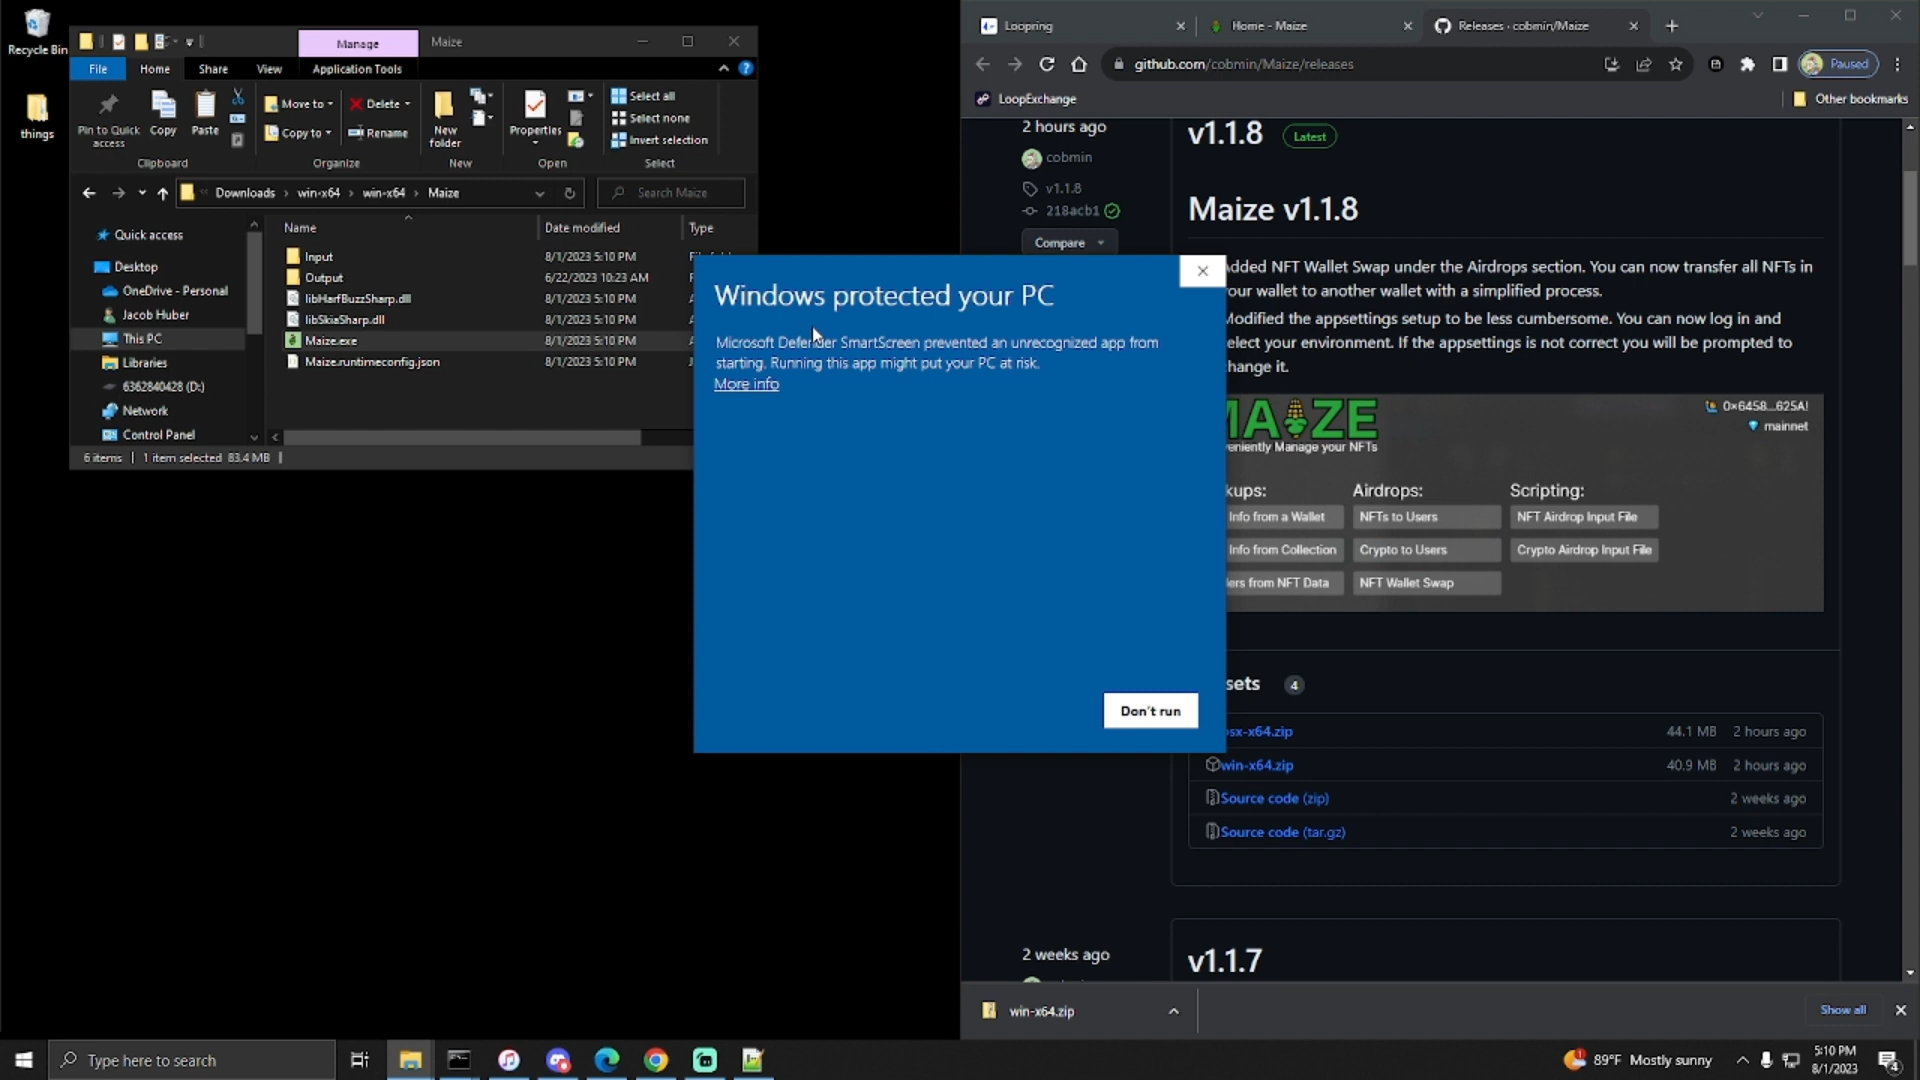 Recycle Bin
things
Manage
Maize
File
Home
Share
View
Application Tools
Pin to Quick access
Copy
Paste
Move to
Copy to
Delete
Rename
New folder
Properties
Select all
Select none
Invert selection
Clipboard
Organize
New
Open
Select
Downloads
win-x64
win-x64
Maize
Search Maize
Name
Date modified
Type
Quick access
Desktop
OneDrive - Personal
Jacob Huber
This PC
Libraries
6362840428 (D:)
Network
Control Panel
Input 8/1/2023 5:10 PM
Output 6/22/2023 10:23 AM
libHarfBuzzSharp.dll 8/1/2023 5:10 PM
libSkiaSharp.dll 8/1/2023 5:10 PM
Maize.exe 8/1/2023 5:10 PM
Maize.runtimeconfig.json 8/1/2023 5:10 PM
6 items
1 item selected 83.4 MB
Windows protected your PC
Microsoft Defender SmartScreen prevented an unrecognized app from
starting. Running this app might put your PC at risk.
More info
Don't run
Loopring
Home - Maize
Releases · cobmin/Maize
github.com/cobmin/Maize/releases
Paused
LoopExchange
Other bookmarks
2 hours ago
cobmin
v1.1.8
218acb1
Compare
v1.1.8
Latest
Maize v1.1.8
dded NFT Wallet Swap under the Airdrops section. You can now transfer all NFTs in
our wallet to another wallet with a simplified process.
odified the appsettings setup to be less cumbersome. You can now log in and
elect your environment. If the appsettings is not correct you will be prompted to
hange it.
AIZE
eniently Manage your NFTs
0x6458...625A!
mainnet
kups:
Airdrops:
Scripting:
Info from a Wallet
NFTs to Users
NFT Airdrop Input File
Info from Collection
Crypto to Users
Crypto Airdrop Input File
ers from NFT Data
NFT Wallet Swap
sets 4
sx-x64.zip 44.1 MB 2 hours ago
win-x64.zip 40.9 MB 2 hours ago
Source code (zip) 2 weeks ago
Source code (tar.gz) 2 weeks ago
2 weeks ago
v1.1.7
win-x64.zip
Show all
Type here to search
89°F Mostly sunny
5:10 PM
8/1/2023
4